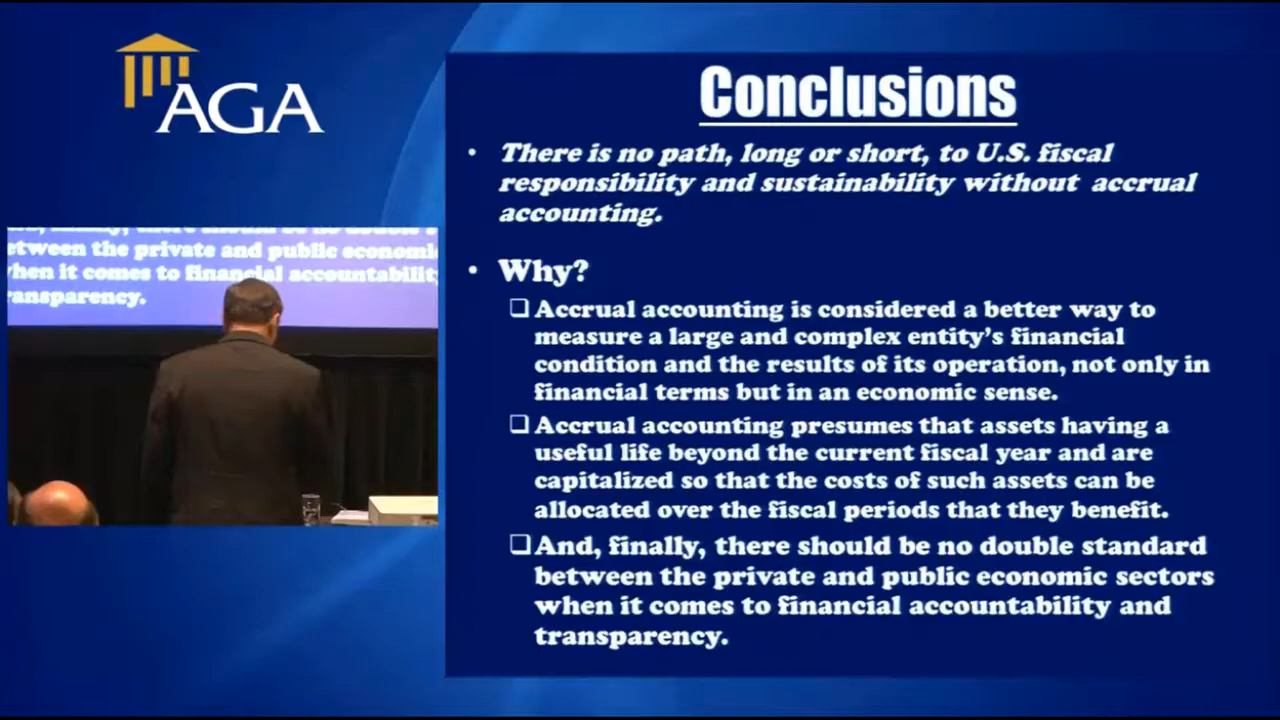 AGA
Conclusions
• There is no path, long or short, to U.S. fiscal
responsibility and sustainability without accrual
accounting.
• Why?
❑ Accrual accounting is considered a better way to
measure a large and complex entity’s financial
condition and the results of its operation, not only in
financial terms but in an economic sense.
❑ Accrual accounting presumes that assets having a
useful life beyond the current fiscal year and are
capitalized so that the costs of such assets can be
allocated over the fiscal periods that they benefit.
❑ And, finally, there should be no double standard
between the private and public economic sectors
when it comes to financial accountability and
transparency.
between the private and public economic
when it comes to financial accountability
transparency.